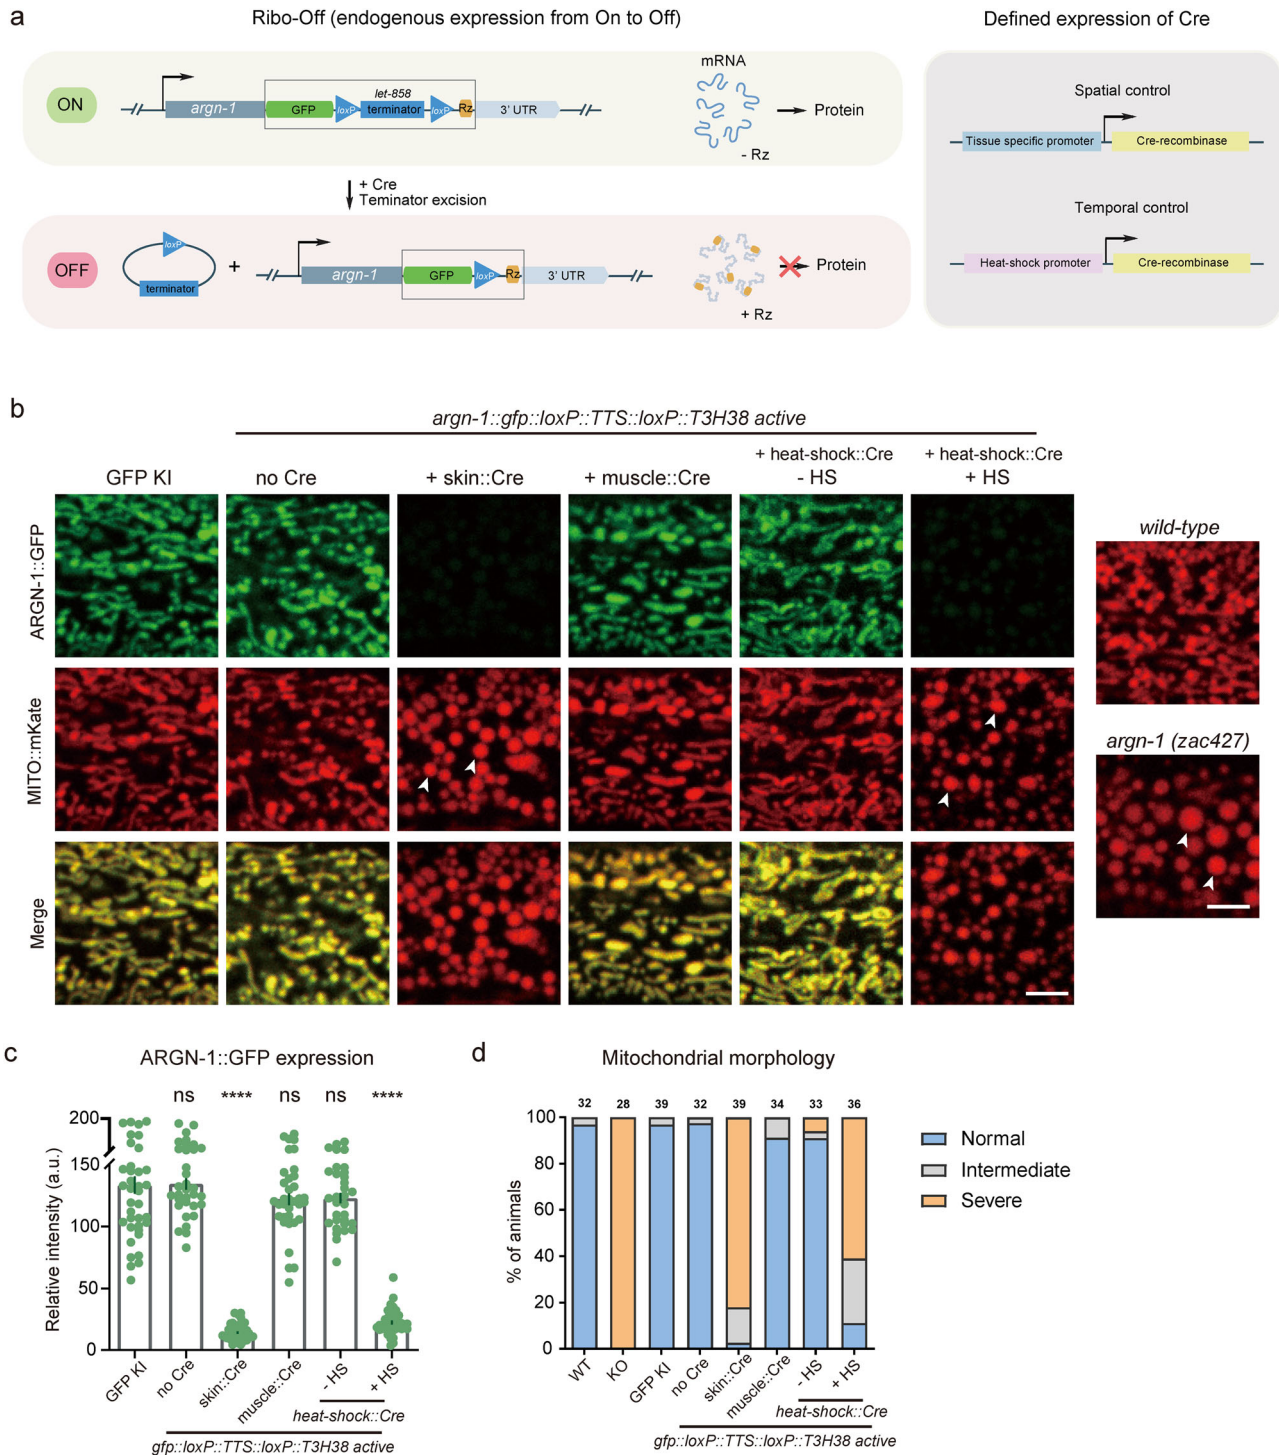 a
Ribo-Off (endogenous expression from On to Off)
Defined expression of Cre
ON
argn-1
GFP
loxP
let-858
terminator
loxP
Rz
3' UTR
mRNA
- Rz
Protein
+ Cre
Teminator excision
OFF
loxP
terminator
+
argn-1
GFP
loxP
Rz
3' UTR
+ Rz
Protein
Spatial control
Tissue specific promoter
Cre-recombinase
Temporal control
Heat-shock promoter
Cre-recombinase
b
argn-1::gfp::loxP::TTS::loxP::T3H38 active
GFP KI
no Cre
+ skin::Cre
+ muscle::Cre
+ heat-shock::Cre
- HS
+ heat-shock::Cre
+ HS
ARGN-1::GFP
MITO::mKate
Merge
wild-type
argn-1 (zac427)
c
ARGN-1::GFP expression
ns
****
ns
ns
****
Relative intensity (a.u.)
200
150
100
50
0
GFP KI
no Cre
skin::Cre
muscle::Cre
- HS
+ HS
heat-shock::Cre
gfp::loxP::TTS::loxP::T3H38 active
d
Mitochondrial morphology
32
28
39
32
39
34
33
36
% of animals
100
80
60
40
20
0
WT
KO
GFP KI
no Cre
skin::Cre
muscle::Cre
- HS
+ HS
heat-shock::Cre
gfp::loxP::TTS::loxP::T3H38 active
Normal
Intermediate
Severe